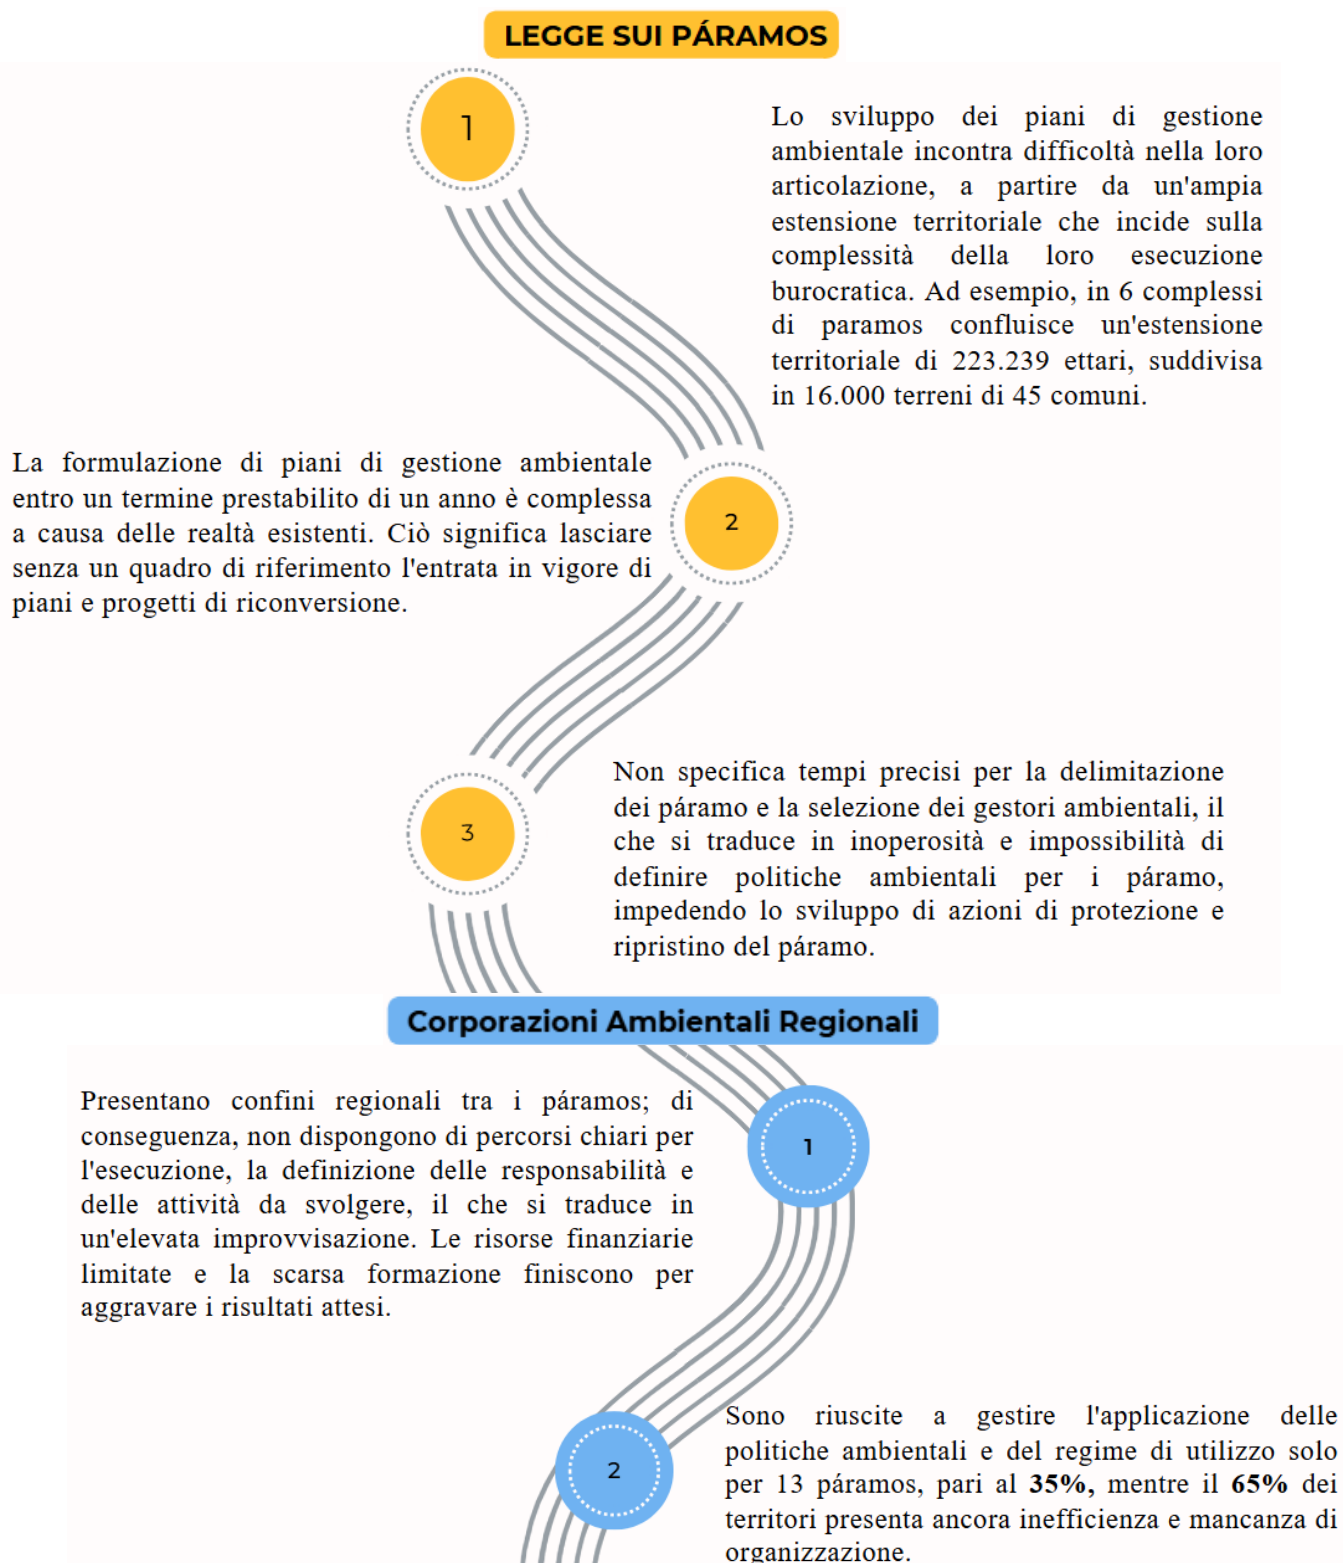 LEGGE SUI PÁRAMOS
1
Lo sviluppo dei piani di gestione
ambientale incontra difficoltà nella loro
articolazione, a partire da un'ampia
estensione territoriale che incide sulla
complessità della loro esecuzione
burocratica. Ad esempio, in 6 complessi
di paramos confluisce un'estensione
territoriale di 223.239 ettari, suddivisa
in 16.000 terreni di 45 comuni.
La formulazione di piani di gestione ambientale
entro un termine prestabilito di un anno è complessa
a causa delle realtà esistenti. Ciò significa lasciare
senza un quadro di riferimento l'entrata in vigore di
piani e progetti di riconversione.
2
3
Non specifica tempi precisi per la delimitazione
dei páramo e la selezione dei gestori ambientali, il
che si traduce in inoperosità e impossibilità di
definire politiche ambientali per i páramo,
impedendo lo sviluppo di azioni di protezione e
ripristino del páramo.
Corporazioni Ambientali Regionali
Presentano confini regionali tra i páramos; di
conseguenza, non dispongono di percorsi chiari per
l'esecuzione, la definizione delle responsabilità e
delle attività da svolgere, il che si traduce in
un'elevata improvvisazione. Le risorse finanziarie
limitate e la scarsa formazione finiscono per
aggravare i risultati attesi.
1
2
Sono riuscite a gestire l'applicazione delle
politiche ambientali e del regime di utilizzo solo
per 13 páramos, pari al 35%, mentre il 65% dei
territori presenta ancora inefficienza e mancanza di
organizzazione.